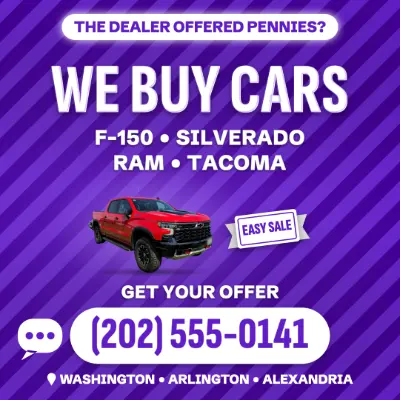 THE DEALER OFFERED PENNIES?
WE BUY CARS
F-150 • SILVERADO
RAM • TACOMA
EASY SALE
GET YOUR OFFER
(202) 555-0141
WASHINGTON • ARLINGTON • ALEXANDRIA